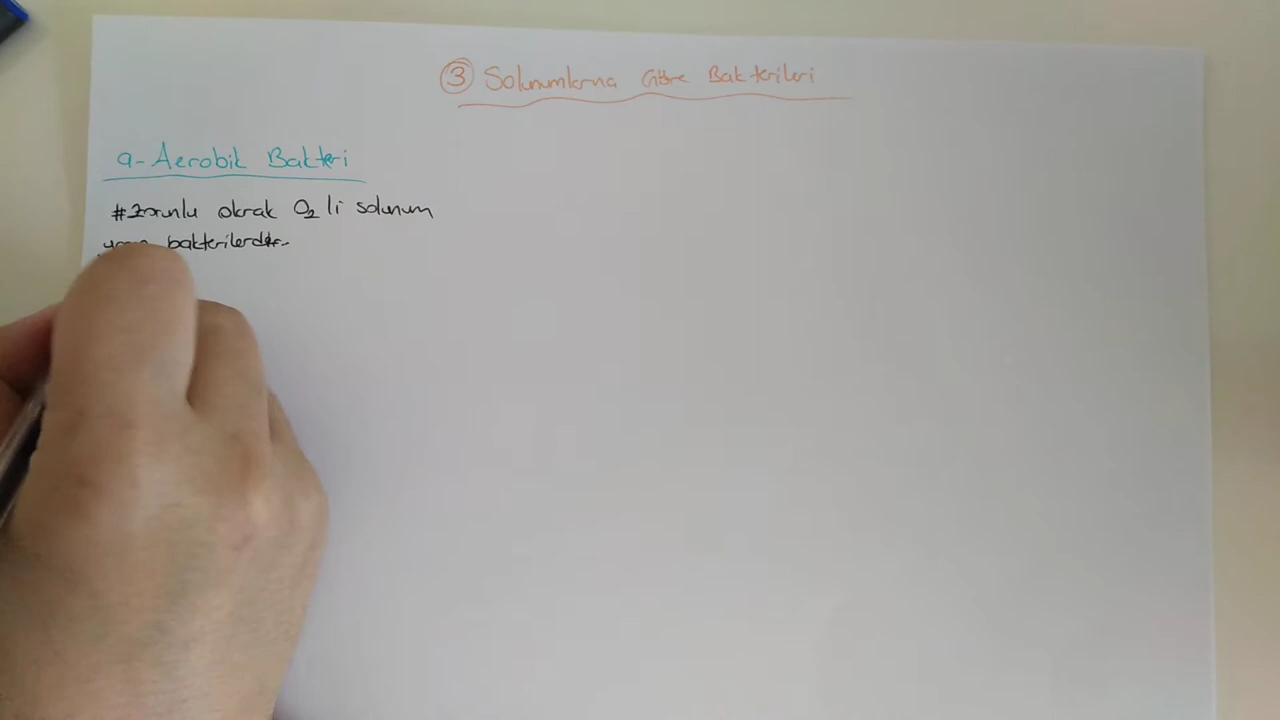 ③ Solunumlarına Göre Bakterileri
a- Aerobik Bakteri
# Zorunlu olarak O₂ li solunum
bakterilerdir.